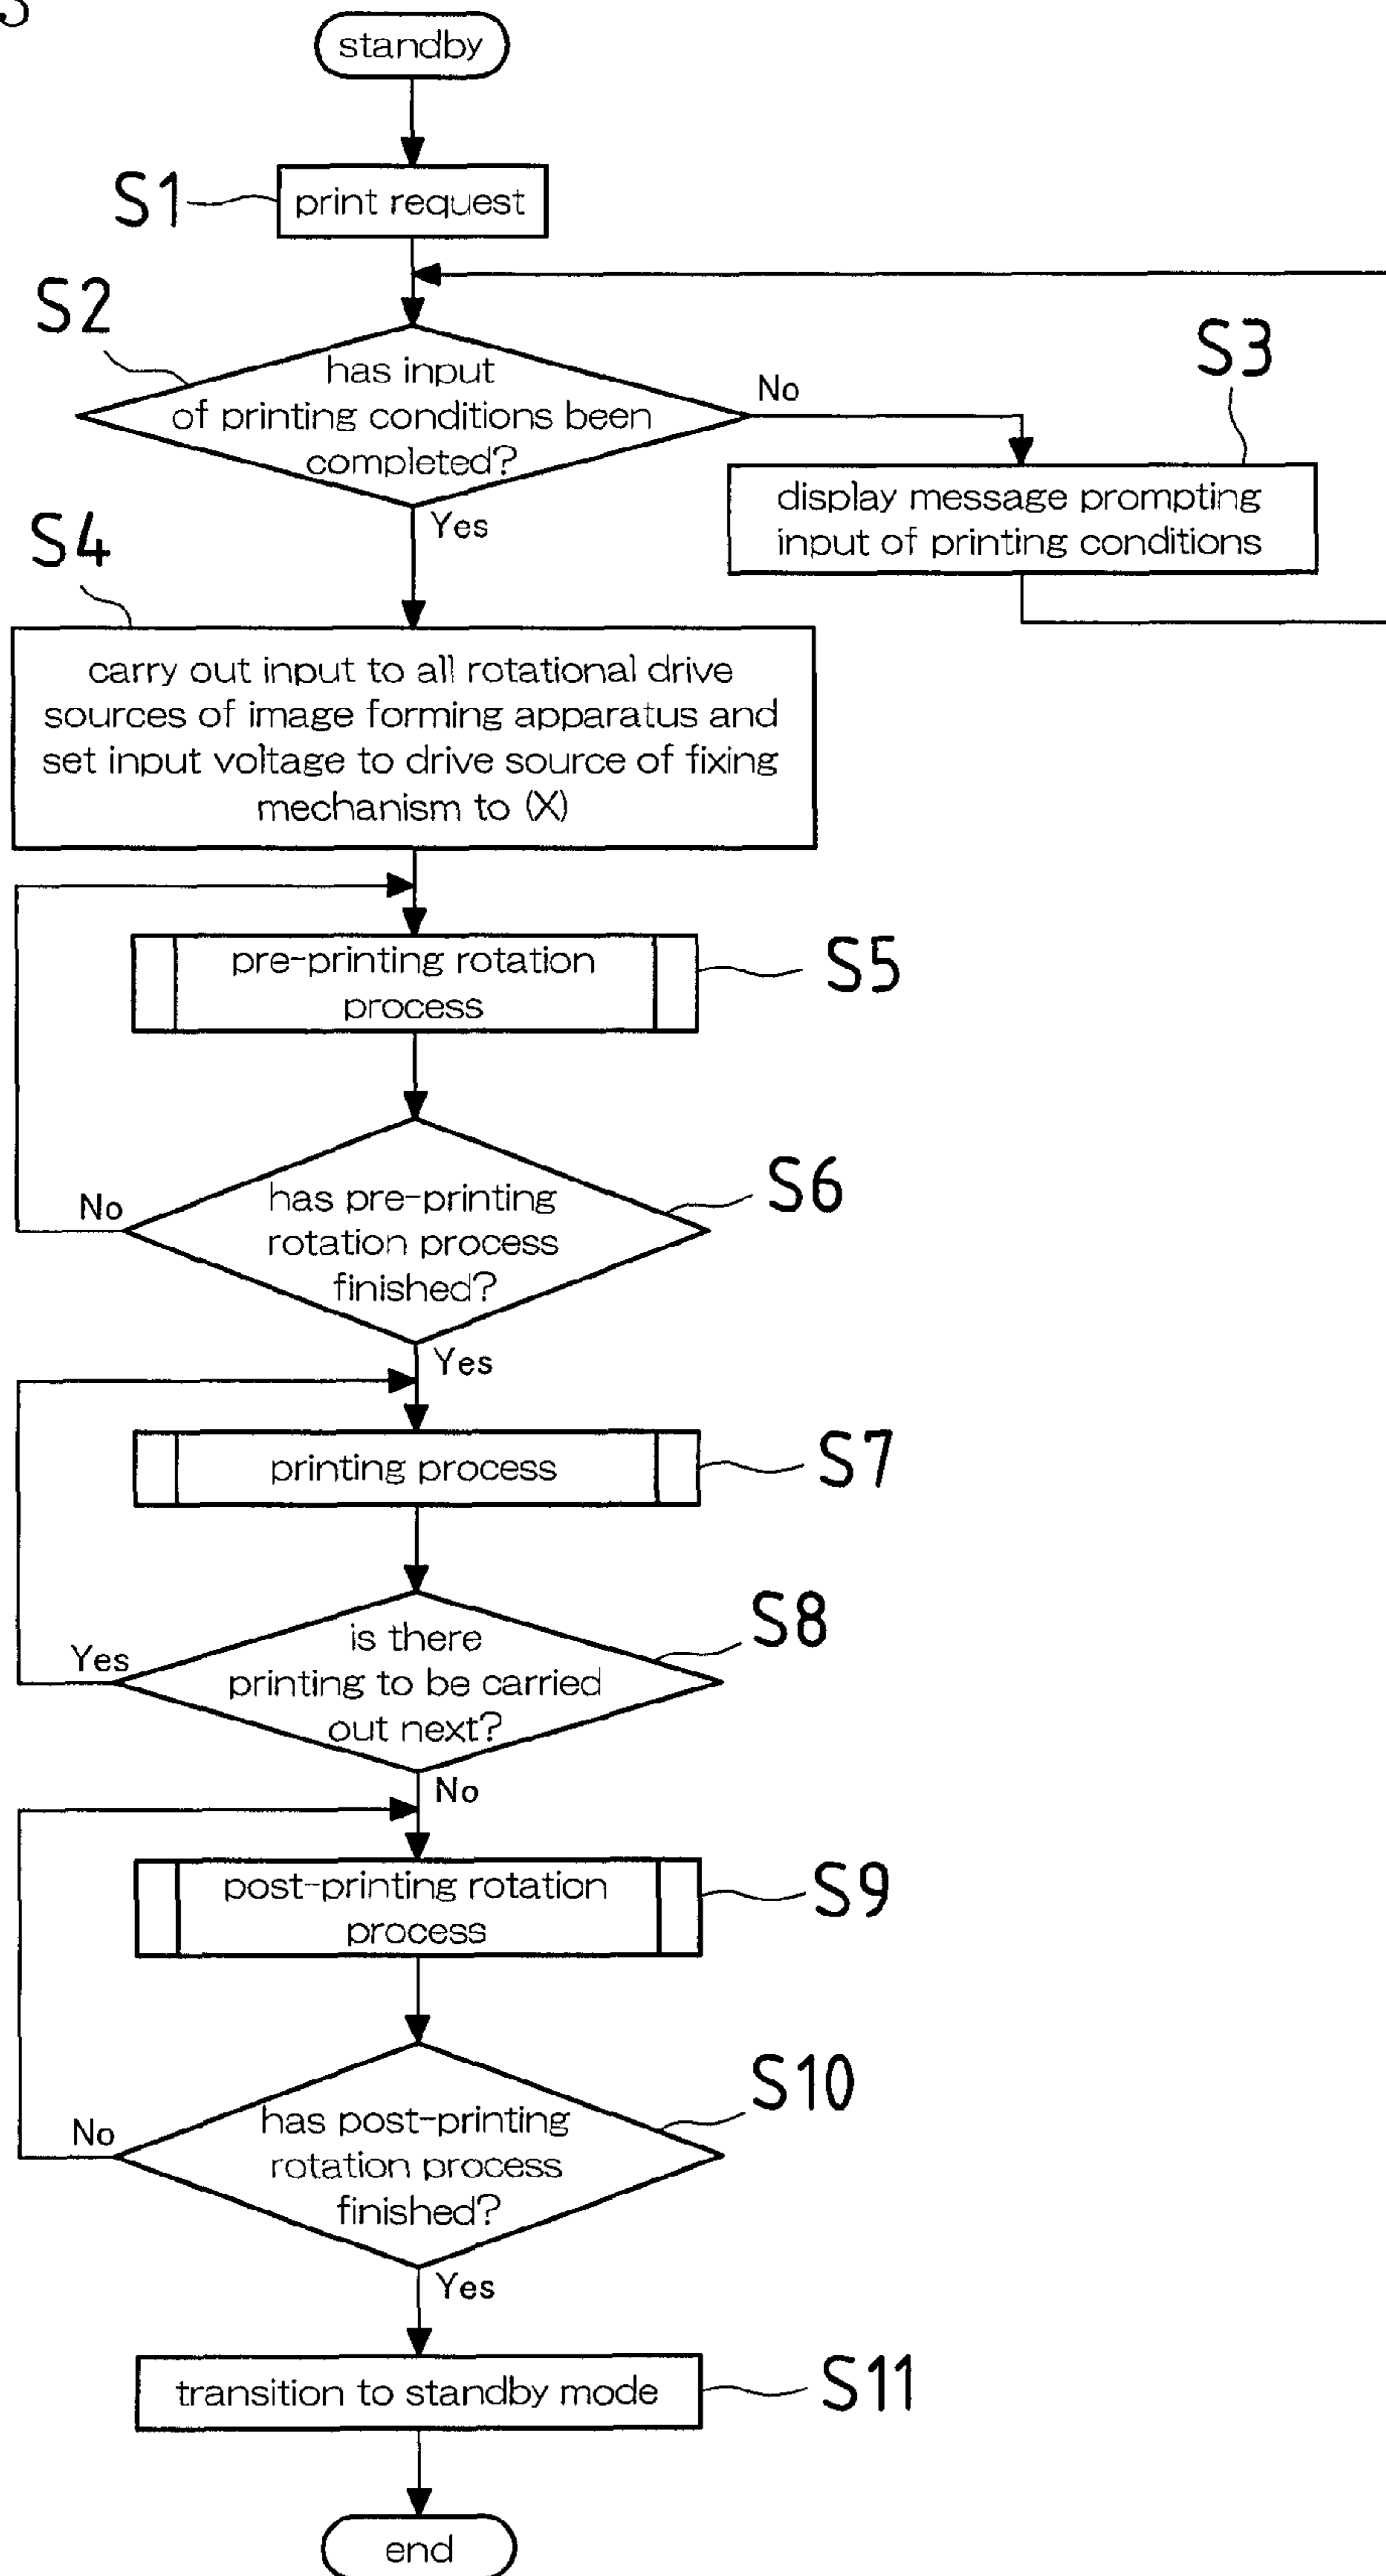 standby
S1
print request
S2
has input
of printing conditions been
completed?
No
S3
display message prompting
input of printing conditions
Yes
S4
carry out input to all rotational drive
sources of image forming apparatus and
set input voltage to drive source of fixing
mechanism to (X)
pre-printing rotation
process
S5
has pre-printing
rotation process
finished?
S6
No
Yes
printing process
S7
is there
printing to be carried
out next?
S8
Yes
No
post-printing rotation
process
S9
has post-printing
rotation process
finished?
S10
No
Yes
transition to standby mode
S11
end